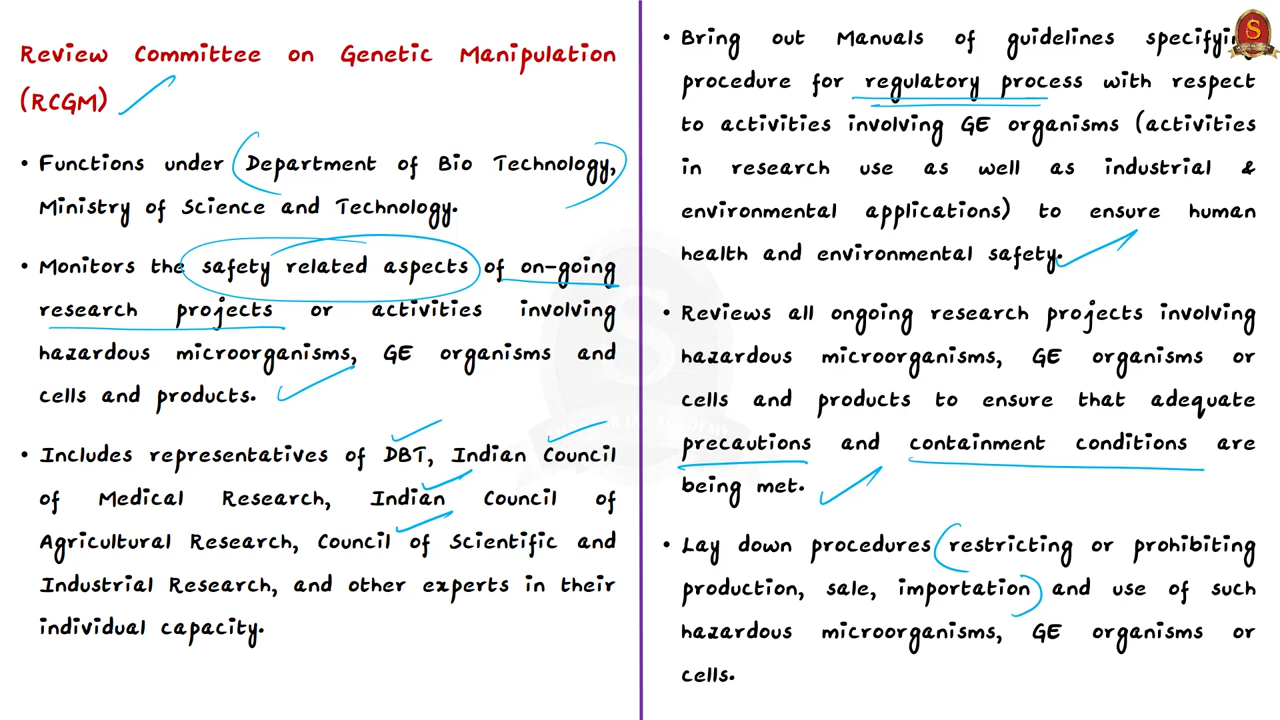 Review Committee on Genetic Manipulation
(RCGM)
• Functions under Department of Bio Technology,
Ministry of Science and Technology.
• Monitors the safety related aspects of on-going
research projects or activities involving
hazardous microorganisms, GE organisms and
cells and products.
• Includes representatives of DBT, Indian Council
of Medical Research, Indian Council of
Agricultural Research, Council of Scientific and
Industrial Research, and other experts in their
individual capacity.
• Bring out Manuals of guidelines specifying
procedure for regulatory process with respect
to activities involving GE organisms (activities
in research use as well as industrial &
environmental applications) to ensure human
health and environmental safety.
• Reviews all ongoing research projects involving
hazardous microorganisms, GE organisms or
cells and products to ensure that adequate
precautions and containment conditions are
being met.
• Lay down procedures restricting or prohibiting
production, sale, importation and use of such
hazardous microorganisms, GE organisms or
cells.
S